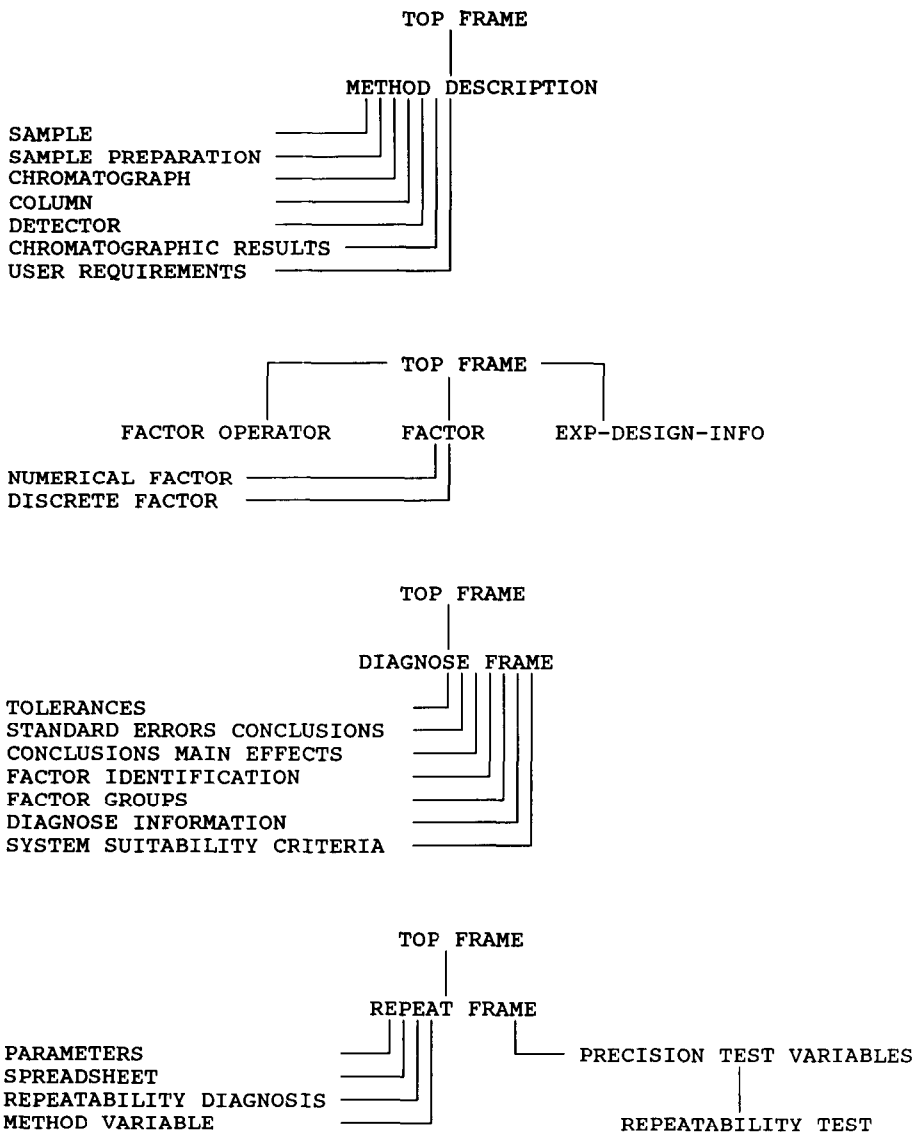 TOP FRAME
METHOD DESCRIPTION
SAMPLE
SAMPLE PREPARATION
CHROMATOGRAPH
COLUMN
DETECTOR
CHROMATOGRAPHIC RESULTS
USER REQUIREMENTS
TOP FRAME
FACTOR OPERATOR FACTOR EXP-DESIGN-INFO
NUMERICAL FACTOR
DISCRETE FACTOR
TOP FRAME
DIAGNOSE FRAME
TOLERANCES
STANDARD ERRORS CONCLUSIONS
CONCLUSIONS MAIN EFFECTS
FACTOR IDENTIFICATION
FACTOR GROUPS
DIAGNOSE INFORMATION
SYSTEM SUITABILITY CRITERIA
TOP FRAME
REPEAT FRAME
PARAMETERS
SPREADSHEET
REPEATABILITY DIAGNOSIS
METHOD VARIABLE
PRECISION TEST VARIABLES
REPEATABILITY TEST